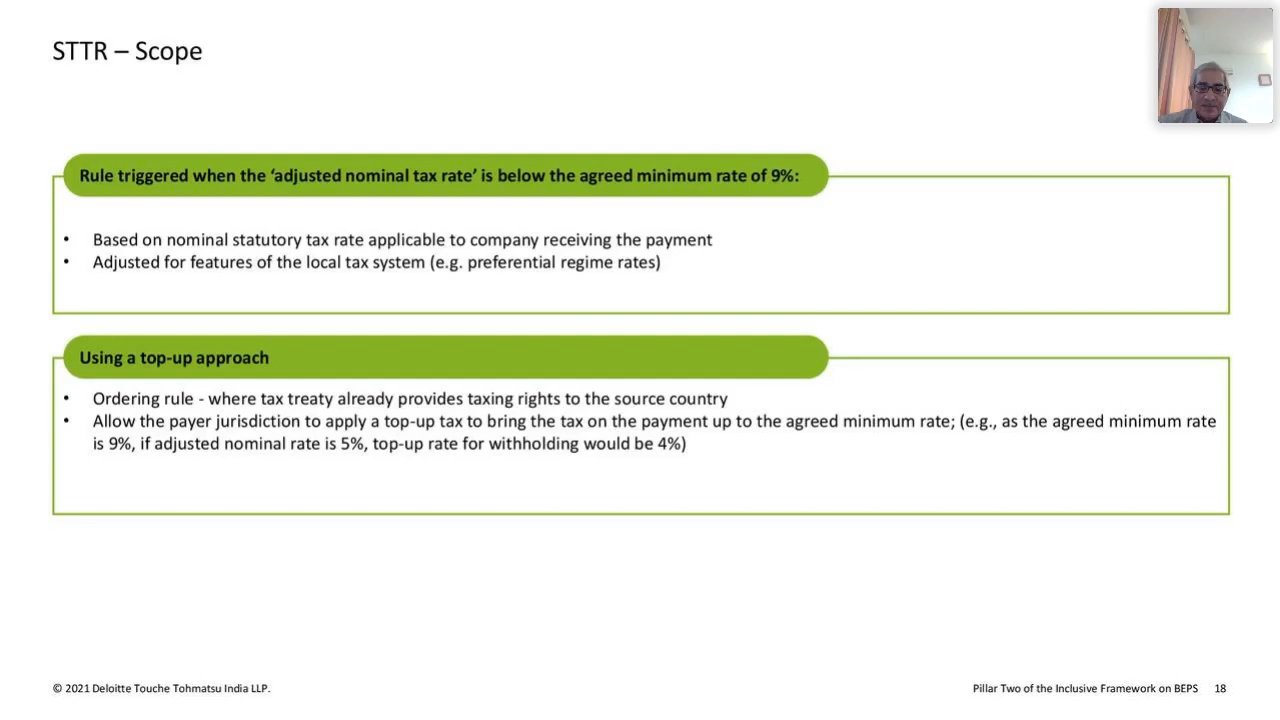 STTR – Scope
Rule triggered when the ‘adjusted nominal tax rate’ is below the agreed minimum rate of 9%:
• Based on nominal statutory tax rate applicable to company receiving the payment
• Adjusted for features of the local tax system (e.g. preferential regime rates)
Using a top-up approach
• Ordering rule - where tax treaty already provides taxing rights to the source country
• Allow the payer jurisdiction to apply a top-up tax to bring the tax on the payment up to the agreed minimum rate; (e.g., as the agreed minimum rate
is 9%, if adjusted nominal rate is 5%, top-up rate for withholding would be 4%)
© 2021 Deloitte Touche Tohmatsu India LLP.
Pillar Two of the Inclusive Framework on BEPS 18